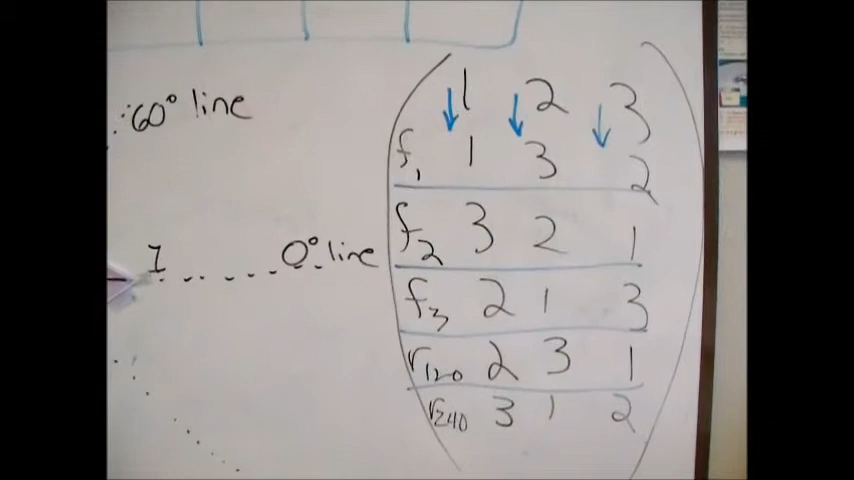 1 2 3
∴60° line
f₁ 1 3 2
f₂ 3 2 1
1 0° line
f₃ 2 1 3
r₁₂₀ 2 3 1
r₂₄₀ 3 1 2